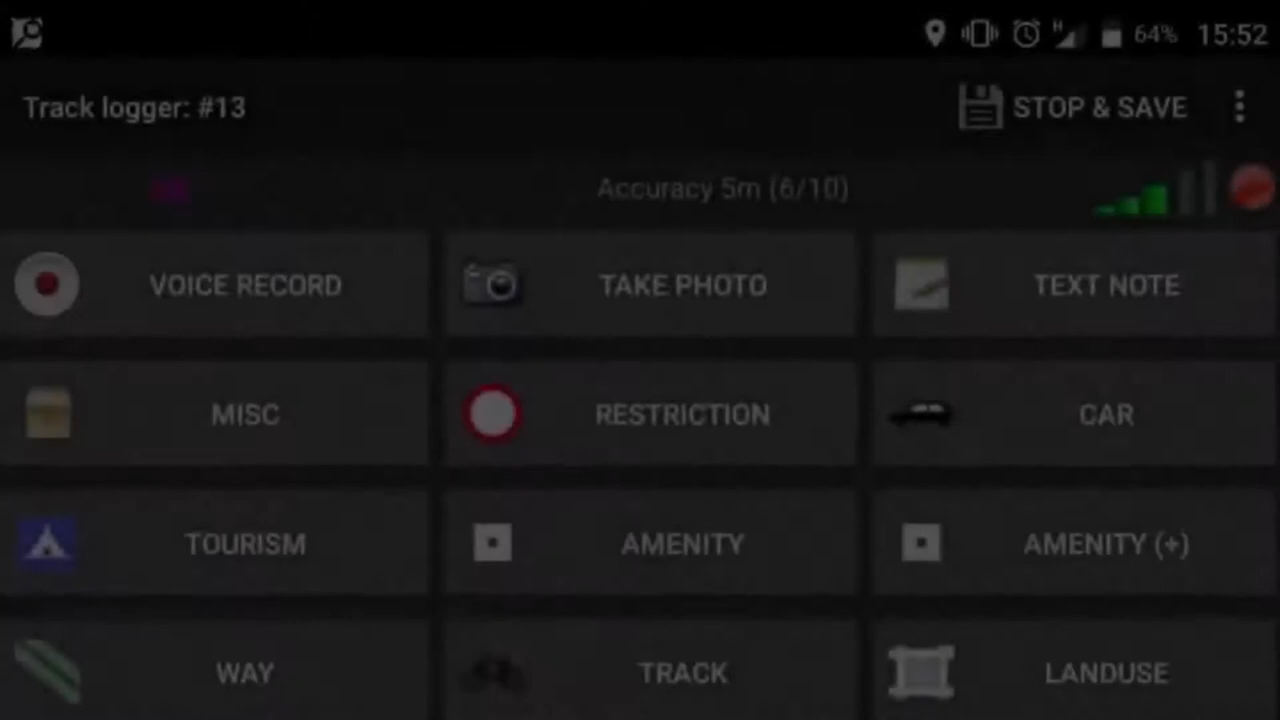 H 64% 15:52
Track logger: #13 STOP & SAVE
Accuracy 5m (6/10)
VOICE RECORD TAKE PHOTO TEXT NOTE
MISC RESTRICTION CAR
TOURISM AMENITY AMENITY (+)
WAY TRACK LANDUSE